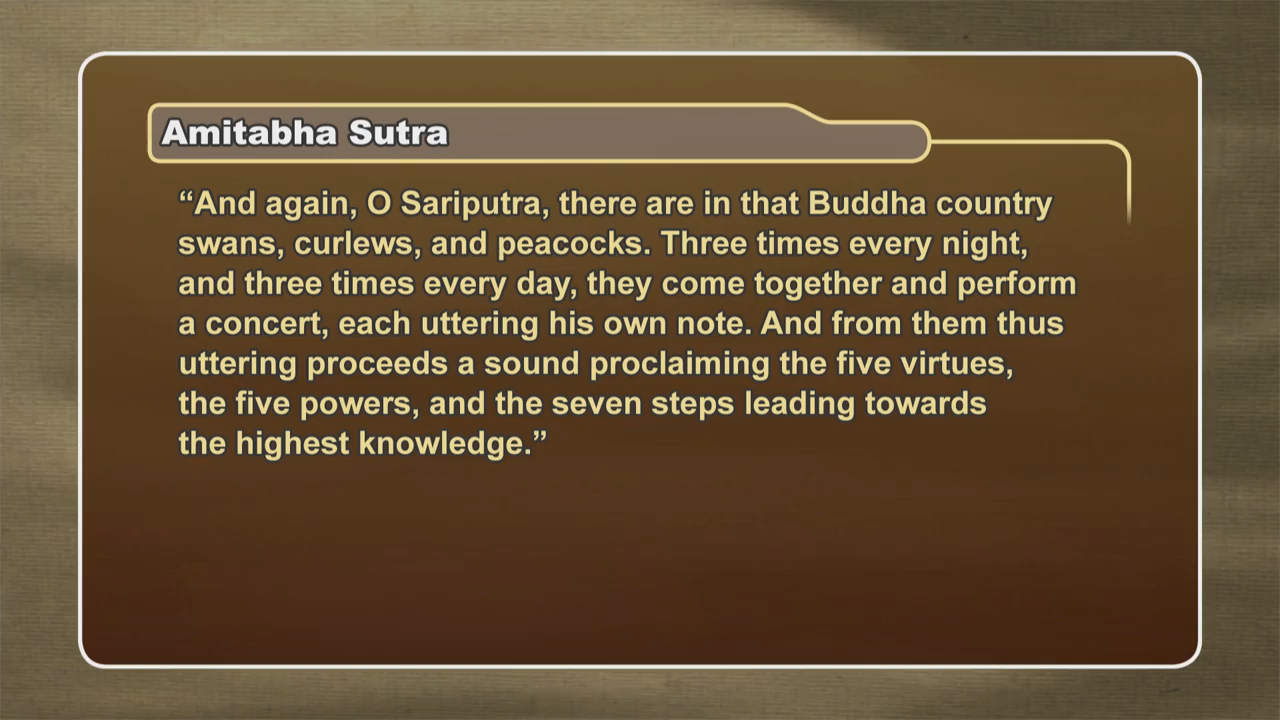 Amitabha Sutra
“And again, O Sariputra, there are in that Buddha country
swans, curlews, and peacocks. Three times every night,
and three times every day, they come together and perform
a concert, each uttering his own note. And from them thus
uttering proceeds a sound proclaiming the five virtues,
the five powers, and the seven steps leading towards
the highest knowledge.”